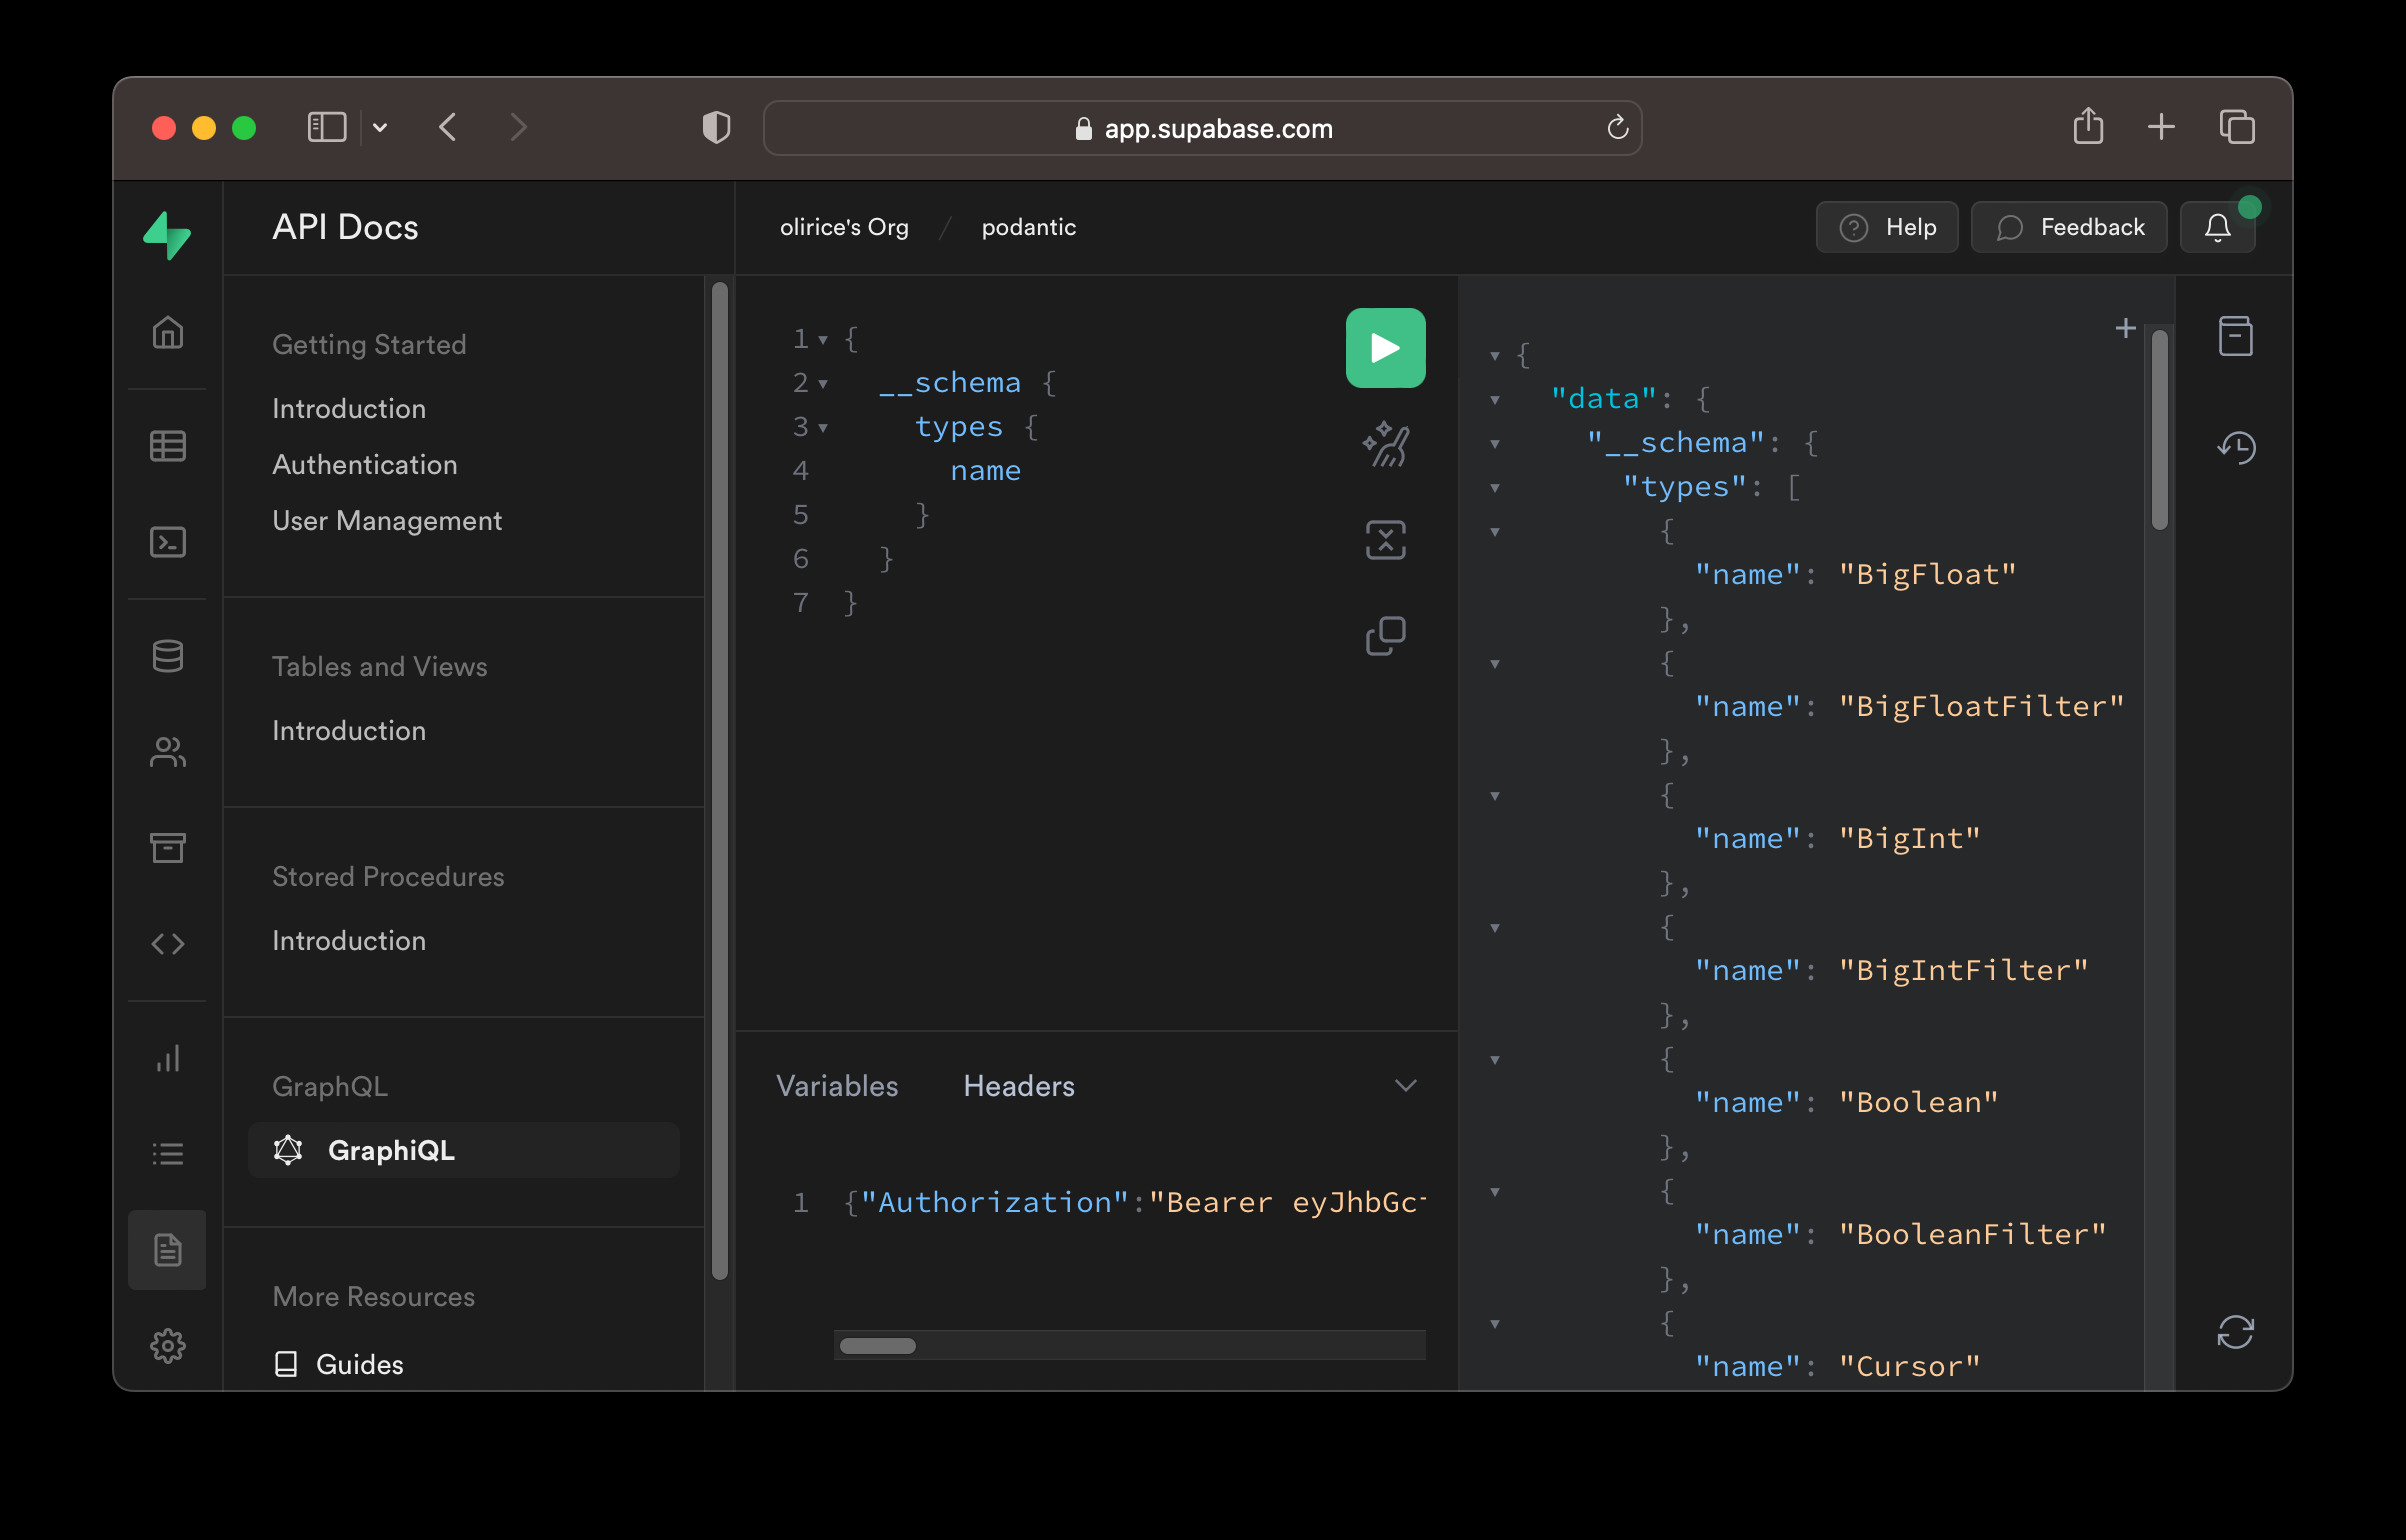 app.supabase.com
API Docs
olirice's Org / podantic
Help
Feedback
Getting Started
Introduction
Authentication
User Management
Tables and Views
Introduction
Stored Procedures
Introduction
GraphQL
GraphiQL
More Resources
Guides
1 {
2 __schema {
3 types {
4 name
5 }
6 }
7 }
Variables Headers
1 {"Authorization":"Bearer eyJhbGc
{
"data": {
"__schema": {
"types": [
{
"name": "BigFloat"
},
{
"name": "BigFloatFilter"
},
{
"name": "BigInt"
},
{
"name": "BigIntFilter"
},
{
"name": "Boolean"
},
{
"name": "BooleanFilter"
},
{
"name": "Cursor"